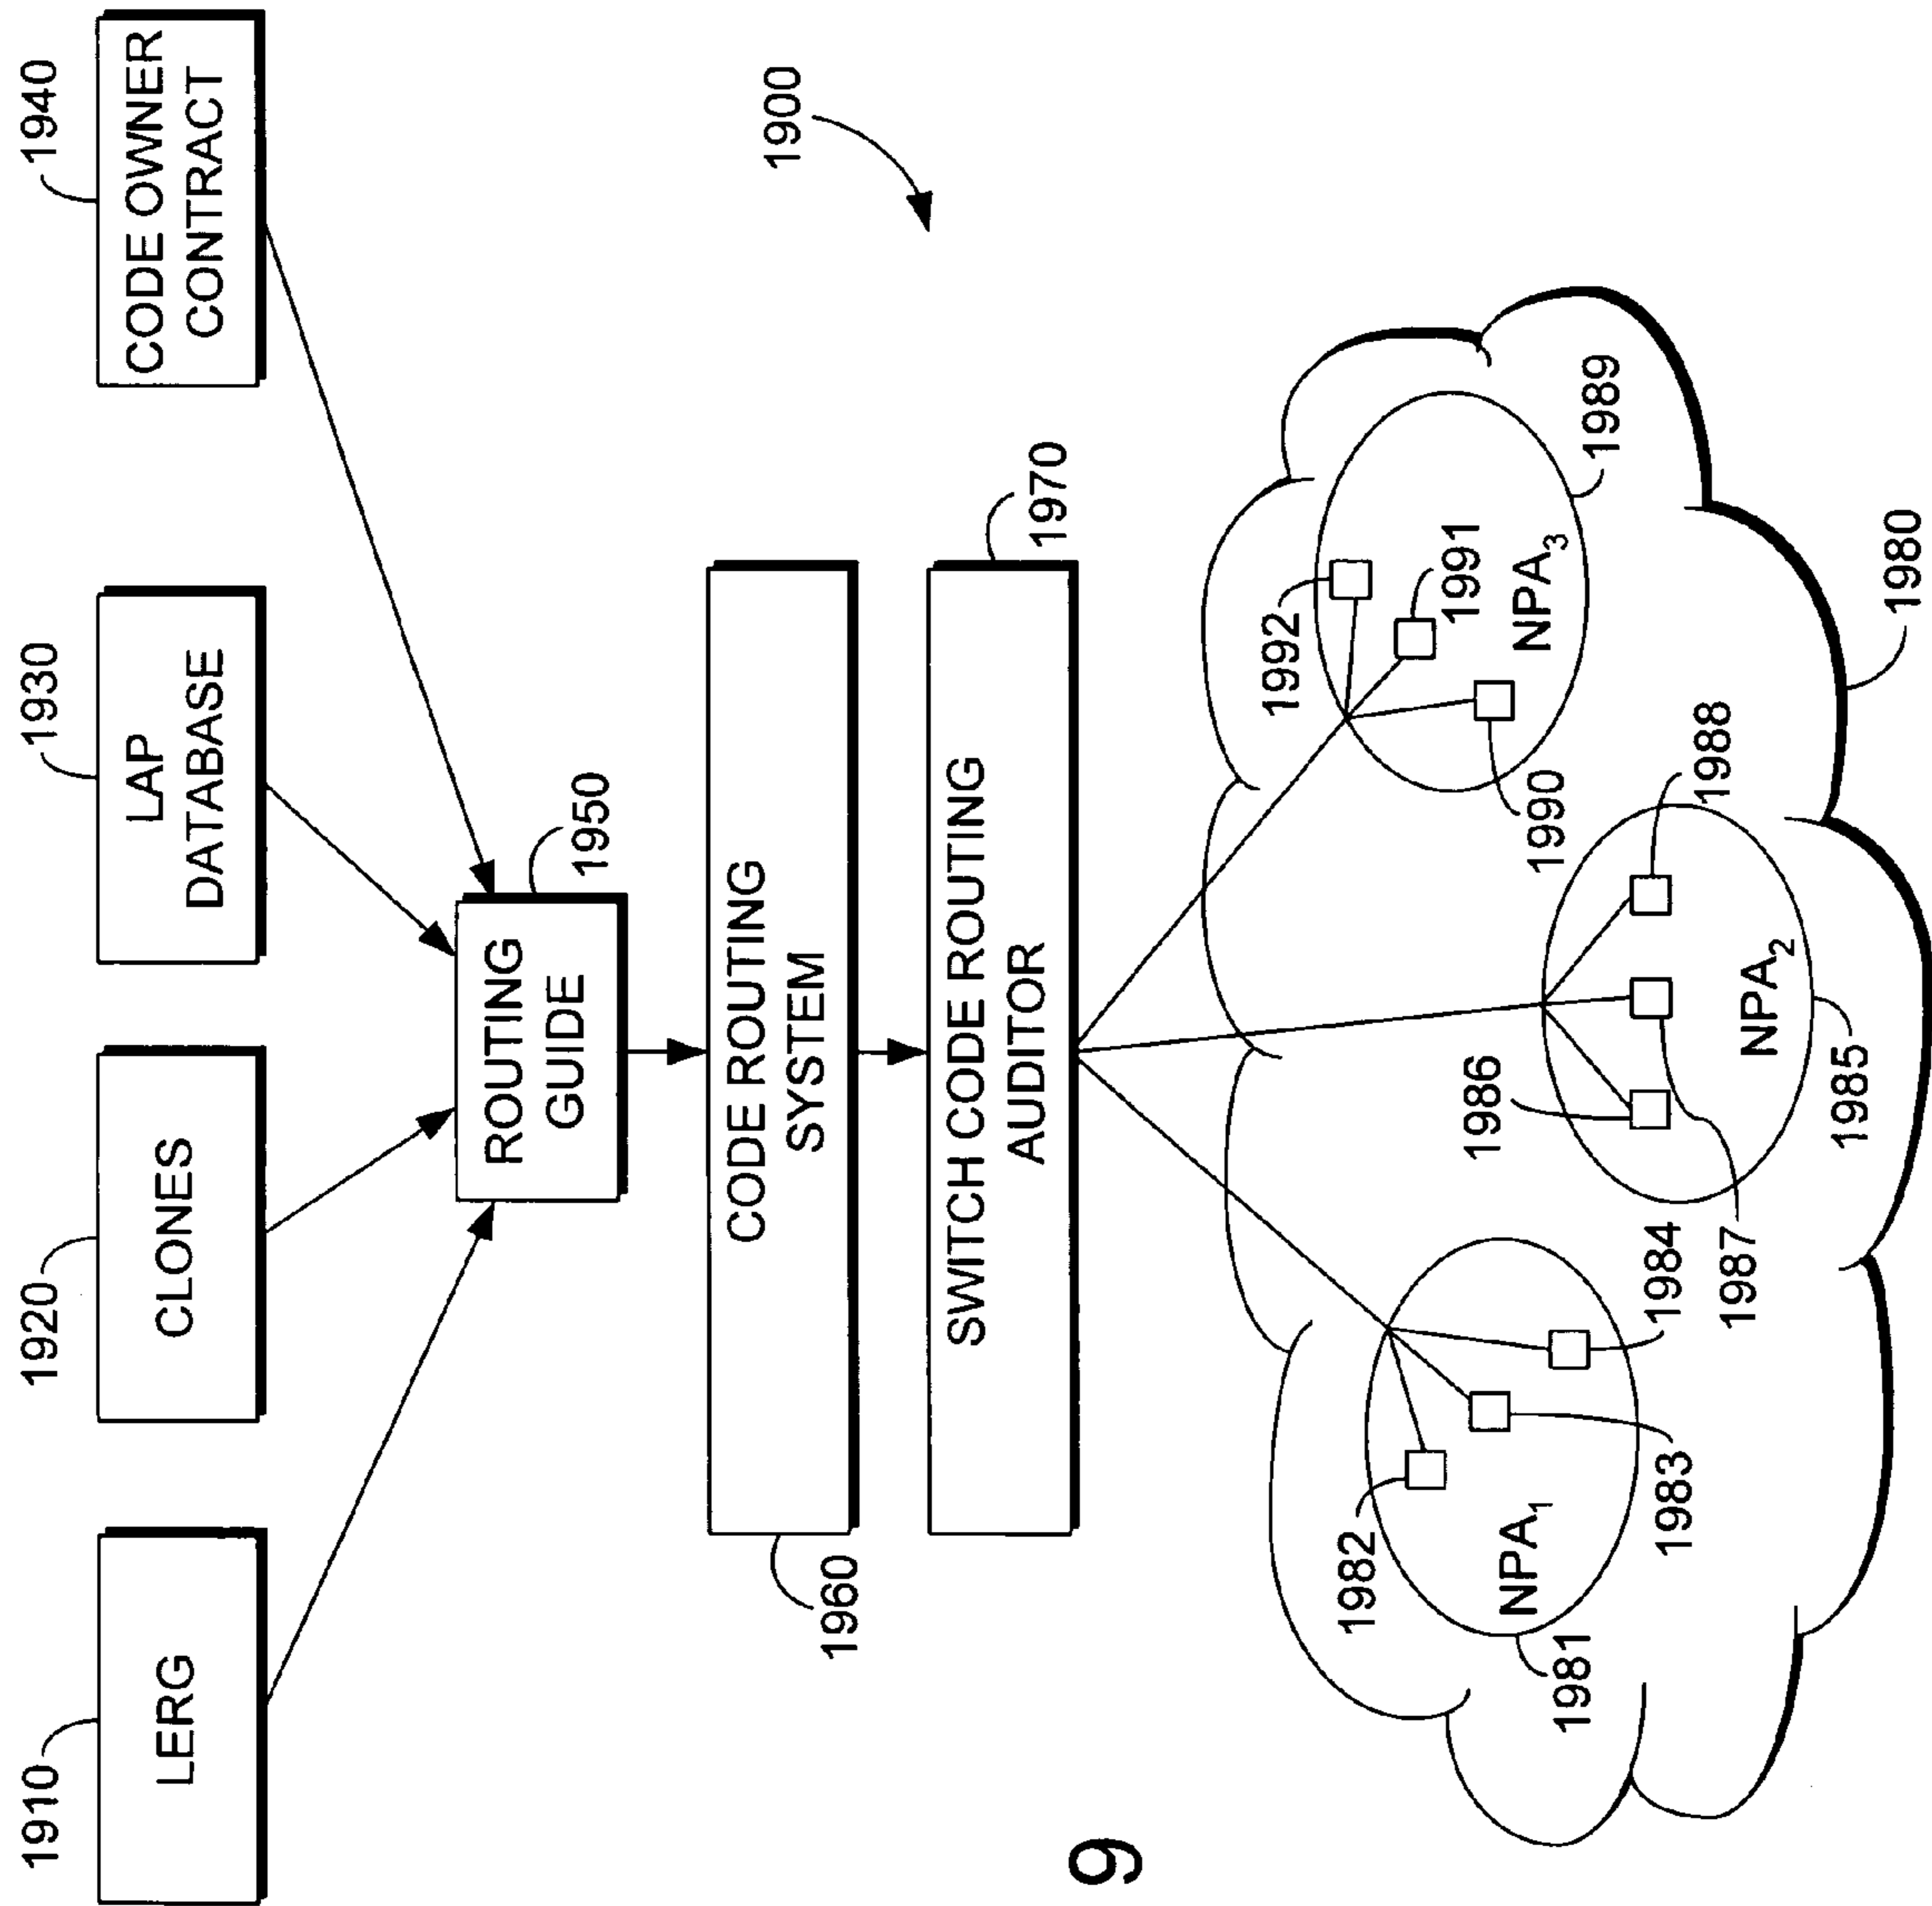 1910
1920
1930
1940
LERG
CLONES
LAP
DATABASE
CODE OWNER
CONTRACT
1900
ROUTING
GUIDE
1950
CODE ROUTING
SYSTEM
1960
SWITCH CODE ROUTING
AUDITOR
1970
1982
NPA₁
1981
1983
1984
1986
1987
NPA₂
1985
1988
1992
1991
1990
NPA₃
1989
1980
9